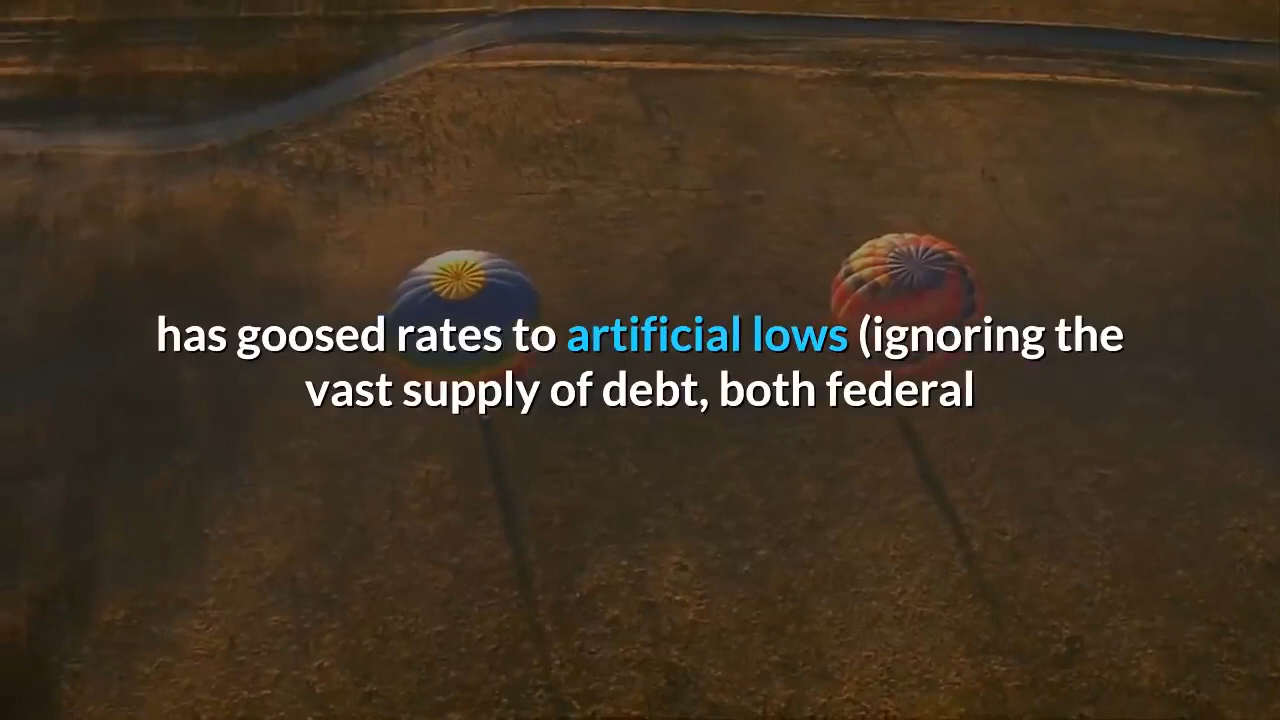 has goosed rates to artificial lows (ignoring the
vast supply of debt, both federal